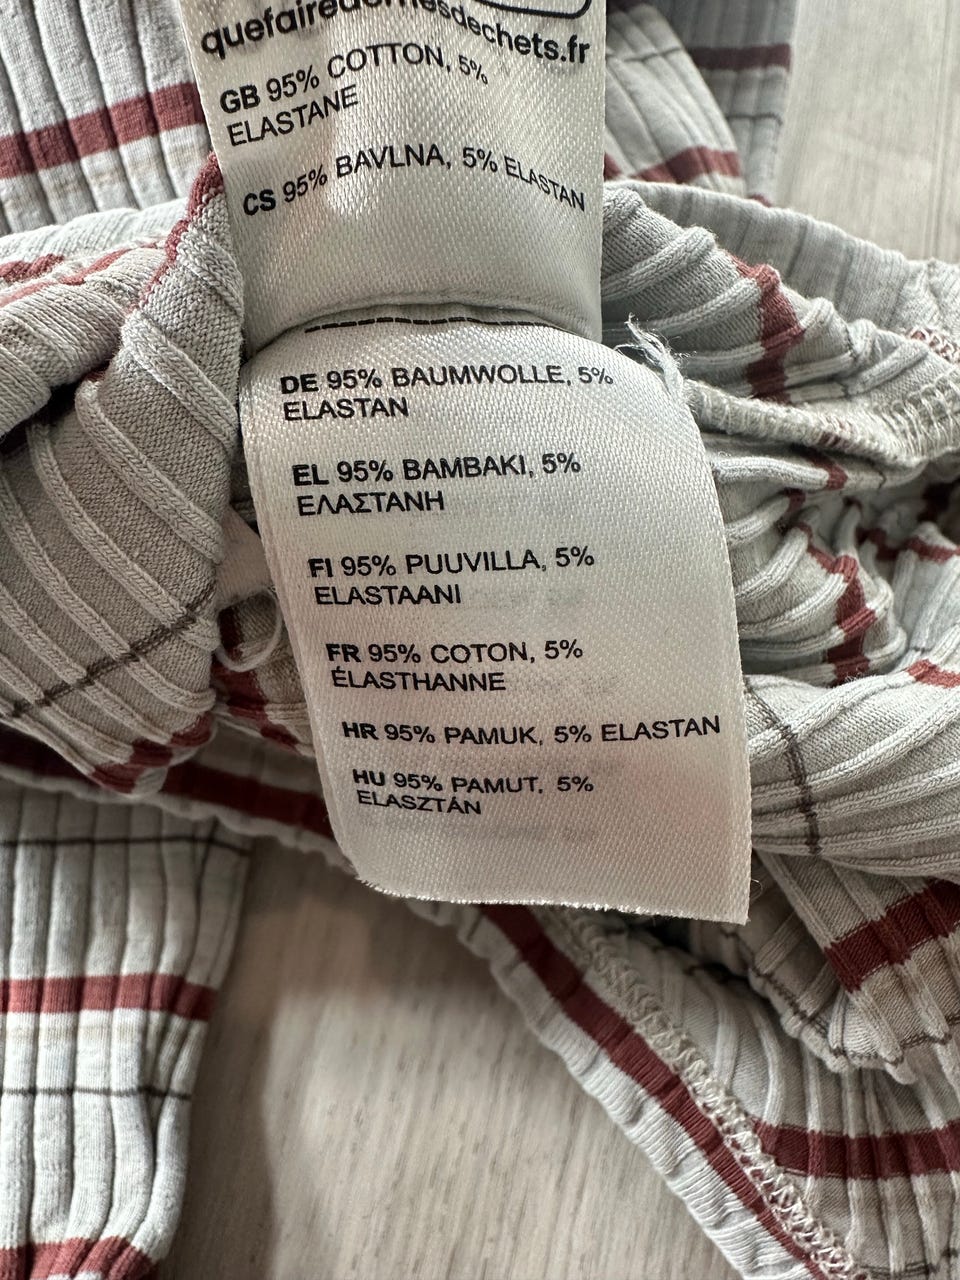 quefairedemesdechets.fr
GB 95% COTTON, 5%
ELASTANE
CS 95% BAVLNA, 5% ELASTAN
DE 95% BAUMWOLLE, 5%
ELASTAN
EL 95% ΒΑΜΒΑΚΙ, 5%
ΕΛΑΣΤΑΝΗ
FI 95% PUUVILLA, 5%
ELASTAANI
FR 95% COTON, 5%
ÉLASTHANNE
HR 95% PAMUK, 5% ELASTAN
HU 95% PAMUT, 5%
ELASZTÁN